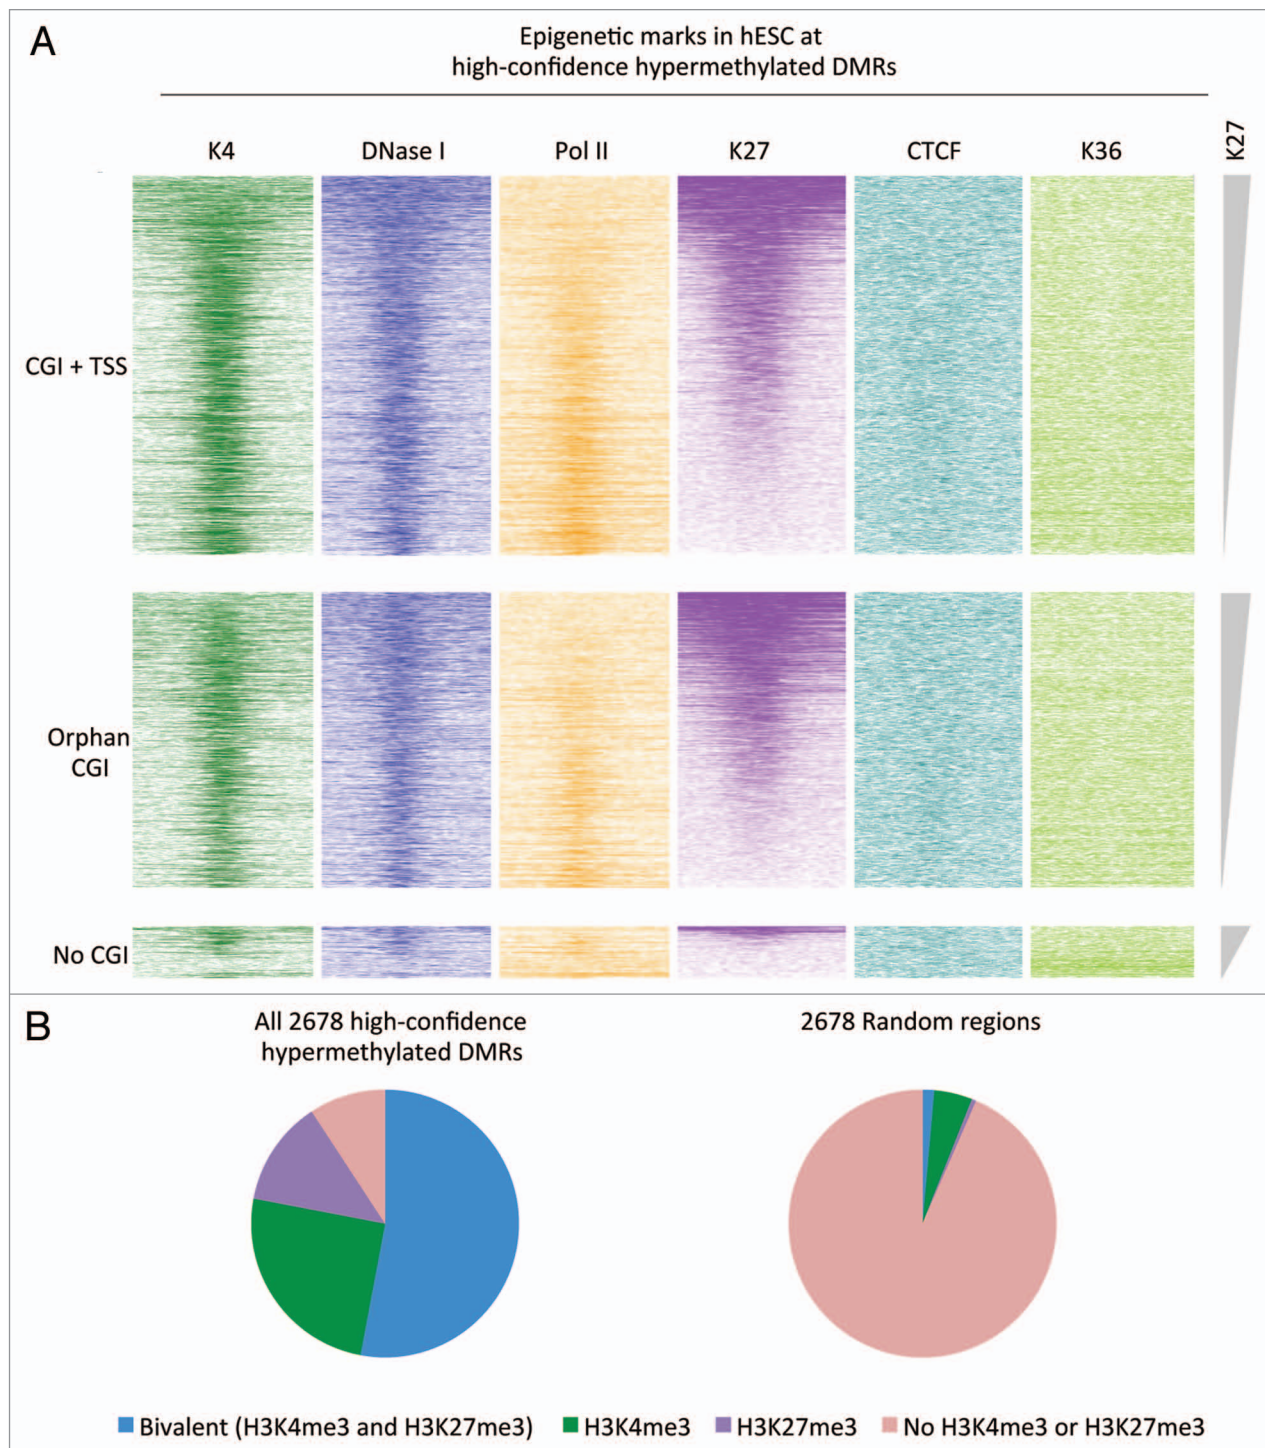 A
Epigenetic marks in hESC at
high-confidence hypermethylated DMRs
K4 DNase I Pol II K27 CTCF K36 K27
CGI + TSS
Orphan
CGI
No CGI
B
All 2678 high-confidence
hypermethylated DMRs
2678 Random regions
Bivalent (H3K4me3 and H3K27me3) H3K4me3 H3K27me3 No H3K4me3 or H3K27me3